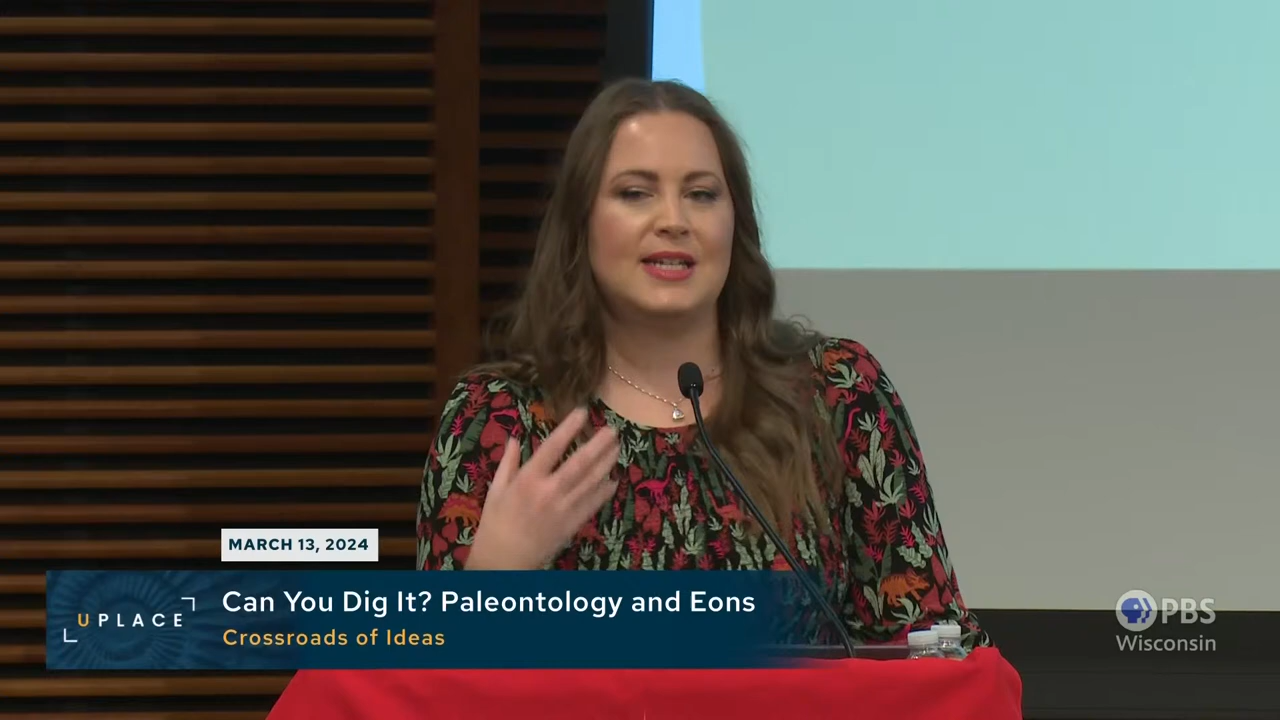 MARCH 13, 2024
UPLACE
Can You Dig It? Paleontology and Eons
Crossroads of Ideas
PBS
Wisconsin